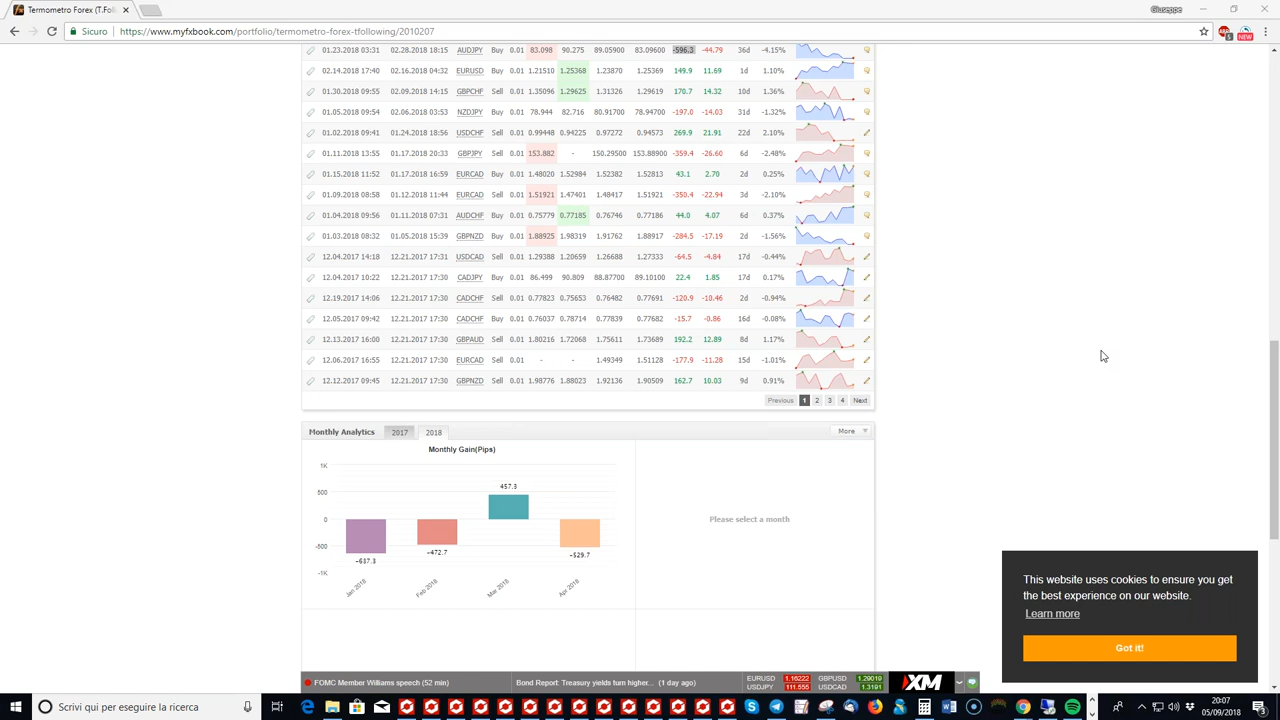 Termometro Forex (T.Foll
Giuseppe
Sicuro https://www.myfxbook.com/portfolio/termometro-forex-tfollowing/2010207
01.23.2018 03:31 02.28.2018 18:15 AUDJPY Buy 0.01 90.275 89.05900 83.09600 -596.3 -44.79 36d -4.15%
02.14.2018 17:40 02.16.2018 04:32 EURUSD Buy 0.01 1.21510 1.25368 1.23870 1.25369 149.9 11.69 1d 1.10%
01.30.2018 09:55 02.09.2018 14:15 GBPCHF Sell 0.01 1.35096 1.29625 1.31326 1.29619 170.7 14.32 10d 1.36%
01.05.2018 09:54 02.06.2018 03:53 NZDJPY Buy 0.01 78.944 82.716 80.91700 78.94700 -197.0 -14.03 31d -1.32%
01.02.2018 09:41 01.24.2018 18:56 USDCHF Sell 0.01 0.99448 0.94225 0.97272 0.94573 269.9 21.91 22d 2.10%
01.11.2018 13:55 01.17.2018 20:33 GBPJPY Sell 0.01 153.882 - 150.29500 153.88900 -359.4 -26.60 6d -2.48%
01.15.2018 11:52 01.17.2018 16:59 EURCAD Buy 0.01 1.48020 1.52984 1.52382 1.52813 43.1 2.70 2d 0.25%
01.09.2018 08:58 01.12.2018 11:44 EURCAD Sell 0.01 1.51921 1.47401 1.48417 1.51921 -350.4 -22.94 3d -2.10%
01.04.2018 09:56 01.11.2018 07:31 AUDCHF Sell 0.01 0.75779 0.77185 0.76746 0.77186 44.0 4.07 6d 0.37%
01.03.2018 08:32 01.05.2018 15:39 GBPNZD Buy 0.01 1.88925 1.98319 1.91762 1.88917 -284.5 -17.19 2d -1.56%
12.04.2017 14:18 12.21.2017 17:31 USDCAD Sell 0.01 1.29388 1.20659 1.26688 1.27333 -64.5 -4.84 17d -0.44%
12.04.2017 10:22 12.21.2017 17:30 CADJPY Buy 0.01 86.499 90.809 88.87700 89.10100 22.4 1.85 17d 0.17%
12.19.2017 14:06 12.21.2017 17:30 CADCHF Sell 0.01 0.77823 0.75653 0.76482 0.77691 -120.9 -10.46 2d -0.94%
12.05.2017 09:42 12.21.2017 17:30 CADCHF Buy 0.01 0.76037 0.78714 0.77839 0.77682 -15.7 -0.86 16d -0.08%
12.13.2017 16:00 12.21.2017 17:30 GBPAUD Sell 0.01 1.80216 1.72068 1.75611 1.73689 192.2 12.89 8d 1.17%
12.06.2017 16:55 12.21.2017 17:30 EURCAD Sell 0.01 - - 1.49349 1.51128 -177.9 -11.28 15d -1.01%
12.12.2017 09:45 12.21.2017 17:30 GBPNZD Sell 0.01 1.98776 1.88023 1.92136 1.90509 162.7 10.03 9d 0.91%
Previous 1 2 3 4 Next
Monthly Analytics 2017 2018 More
Monthly Gain(Pips)
1K
500
0
-500
-1K
457.3
-637.3
-472.7
-529.7
Jan 2018
Feb 2018
Mar 2018
Apr 2018
Please select a month
This website uses cookies to ensure you get
the best experience on our website.
Learn more
Got it!
FOMC Member Williams speech (52 min)
Bond Report: Treasury yields turn higher... (1 day ago)
EURUSD 1.16222 GBPUSD 1.29019
USDJPY 111.555 USDCAD 1.3191
XM
Scrivi qui per eseguire la ricerca
20:07
05/09/2018